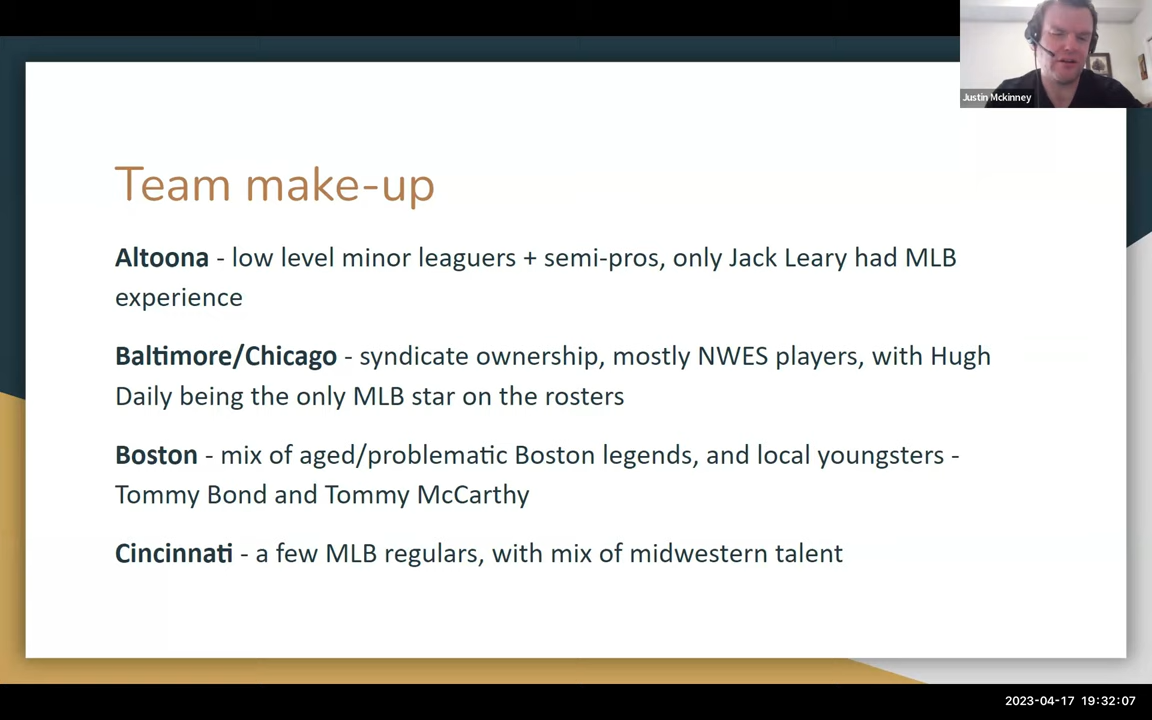 Justin Mckinney
Team make-up
Altoona - low level minor leaguers + semi-pros, only Jack Leary had MLB
experience
Baltimore/Chicago - syndicate ownership, mostly NWES players, with Hugh
Daily being the only MLB star on the rosters
Boston - mix of aged/problematic Boston legends, and local youngsters -
Tommy Bond and Tommy McCarthy
Cincinnati - a few MLB regulars, with mix of midwestern talent
2023-04-17 19:32:07